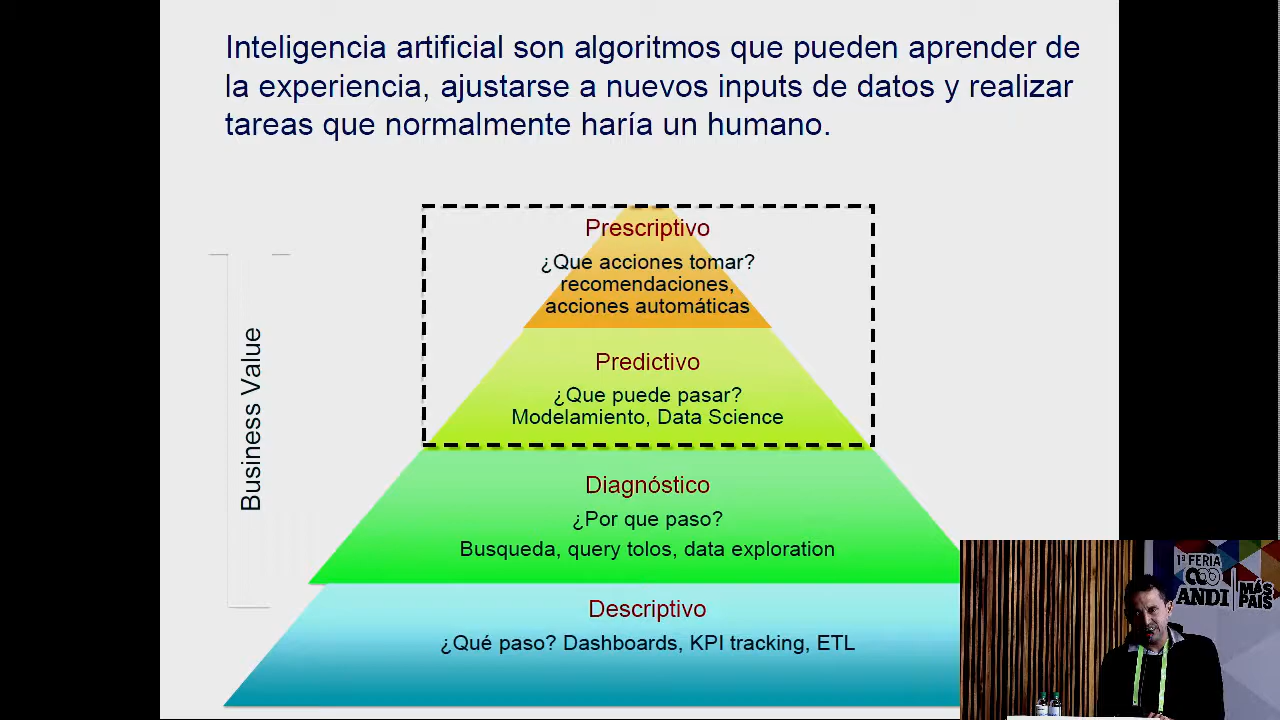 Inteligencia artificial son algoritmos que pueden aprender de
la experiencia, ajustarse a nuevos inputs de datos y realizar
tareas que normalmente haría un humano.
Prescriptivo
¿Que acciones tomar?
recomendaciones,
acciones automáticas
Predictivo
¿Que puede pasar?
Modelamiento, Data Science
Business Value
Diagnóstico
¿Por que paso?
Busqueda, query tolos, data exploration
Descriptivo
¿Qué paso? Dashboards, KPI tracking, ETL
1ª FERIA
ANDI
MÁS
PAÍS